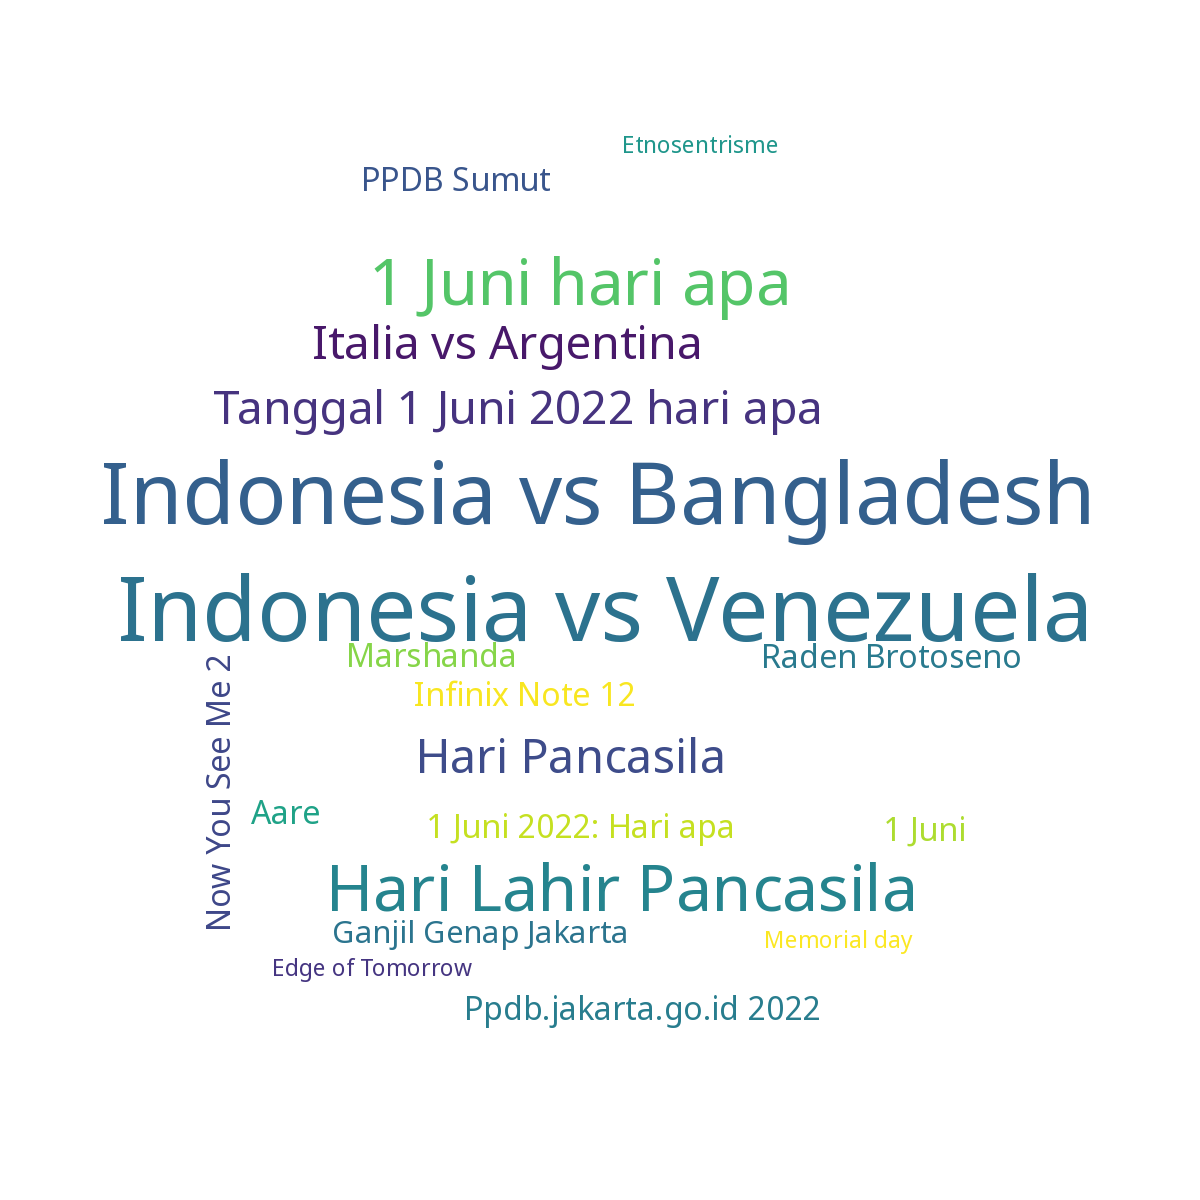 Etnosentrisme
PPDB Sumut
1 Juni hari apa
Italia vs Argentina
Tanggal 1 Juni 2022 hari apa
Indonesia vs Bangladesh
Indonesia vs Venezuela
Marshanda
Raden Brotoseno
Infinix Note 12
Now You See Me 2
Hari Pancasila
Aare
1 Juni 2022: Hari apa
1 Juni
Hari Lahir Pancasila
Ganjil Genap Jakarta
Memorial day
Edge of Tomorrow
Ppdb.jakarta.go.id 2022